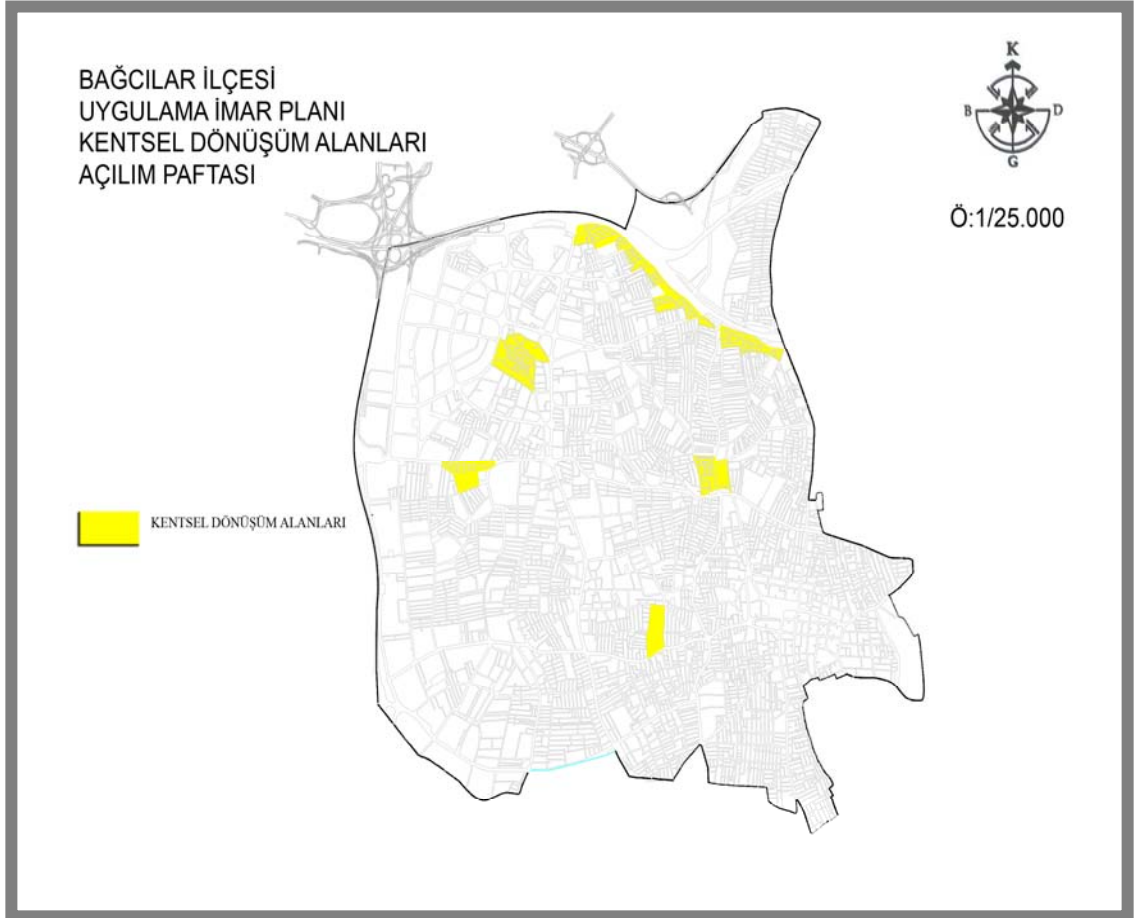 BAĞCILAR İLÇESİ
UYGULAMA İMAR PLANI
KENTSEL DÖNÜŞÜM ALANLARI
AÇILIM PAFTASI
K
B
D
G
Ö:1/25.000
KENTSEL DÖNÜŞÜM ALANLARI